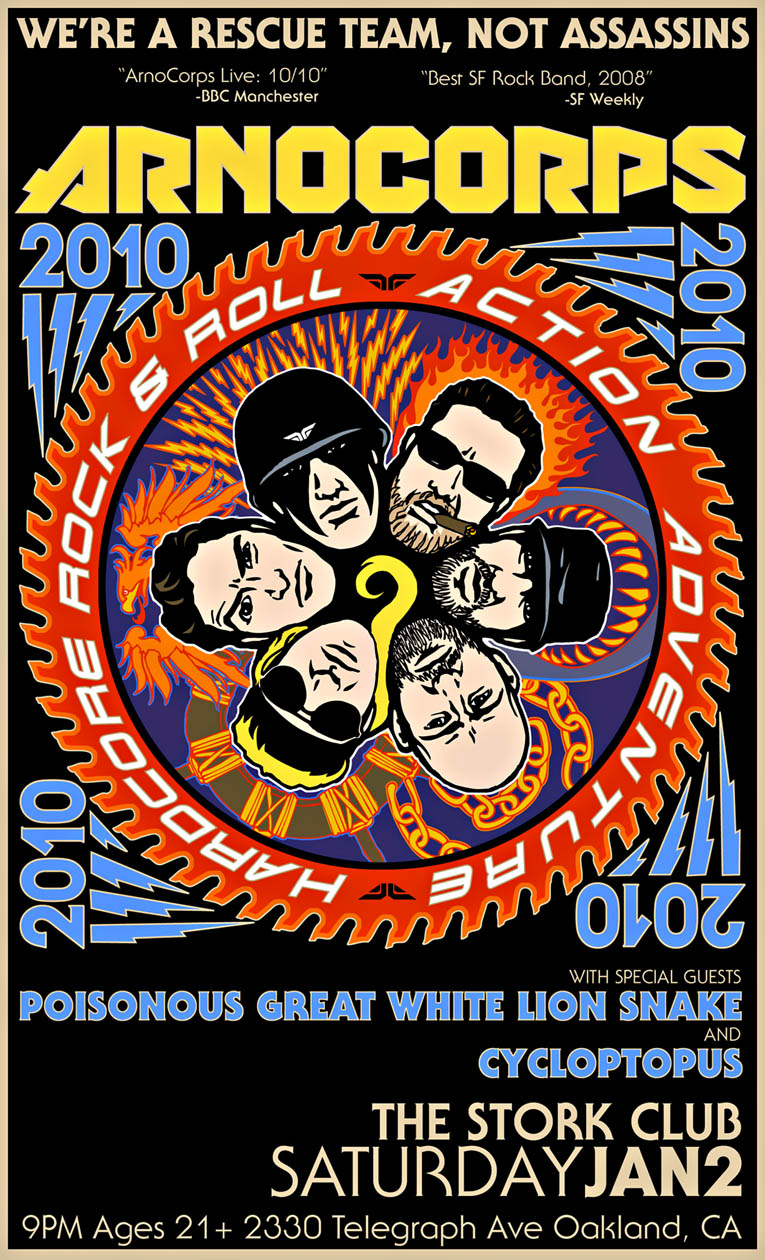 WE'RE A RESCUE TEAM, NOT ASSASSINS
"ArnoCorps Live: 10/10"
-BBC Manchester
"Best SF Rock Band, 2008"
-SF Weekly
ARNOCORPS
2010
2010
HARDCORE ROCK & ROLL ACTION ADVENTURE
2010
2010
WITH SPECIAL GUESTS
POISONOUS GREAT WHITE LION SNAKE
AND
CYCLOPTOPUS
THE STORK CLUB
SATURDAY JAN2
9PM Ages 21+ 2330 Telegraph Ave Oakland, CA